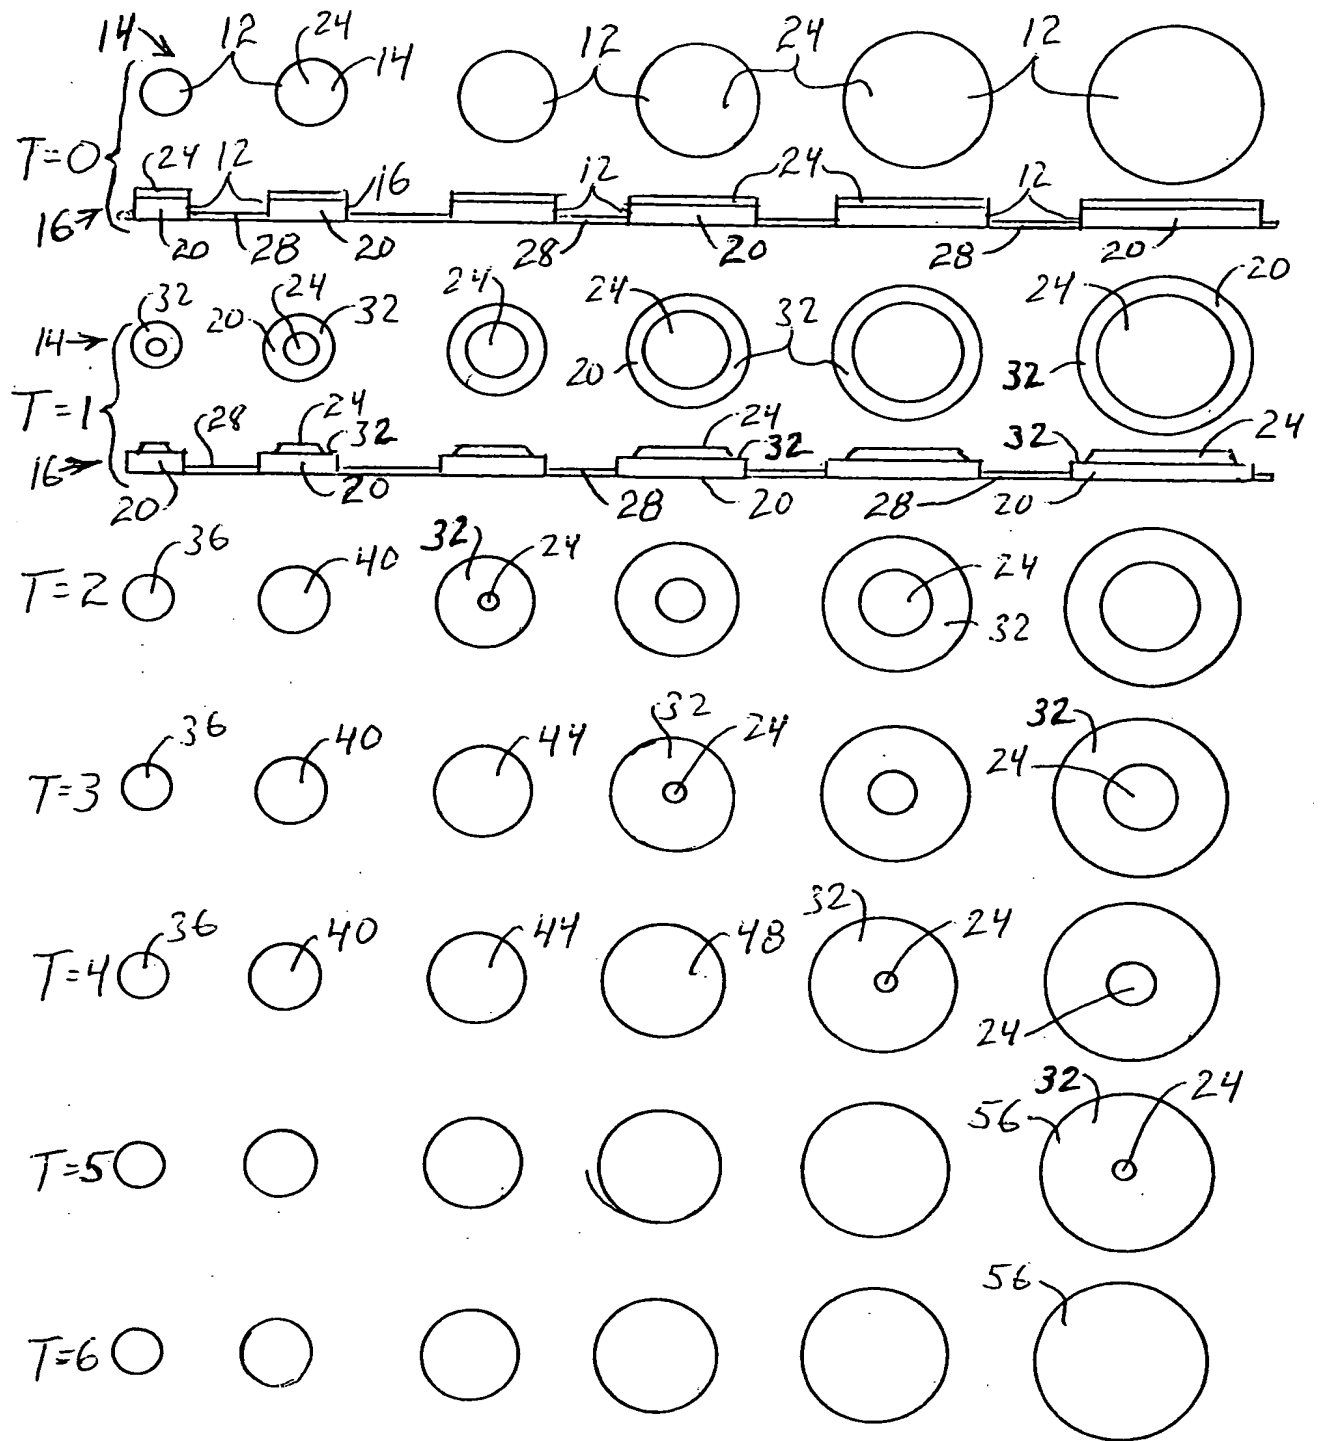 14 12 24 14 12 24 12
T=0
24 12 16 12 24 12
16 20 28 20 28 20 28 20
32 24 24 24 32 24 20
14 20 32 20 32
T=1
28 24 32 24 32 32 24
16 20 20 28 20 28 20
T=2 36 40 32 24 24 32
T=3 36 40 44 32 24 32 24
T=4 36 40 44 48 32 24 24
T=5 56 32 24
T=6 56